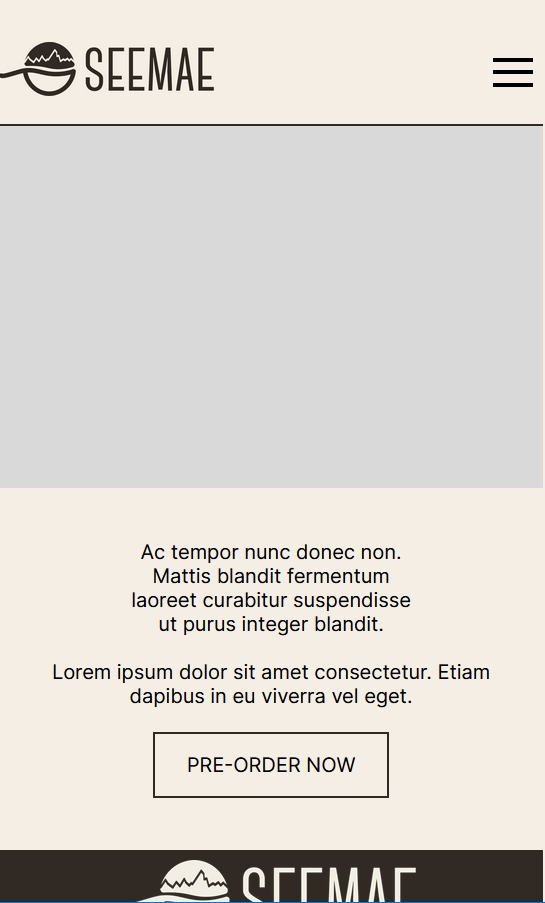 SEEMAE
Ac tempor nunc donec non.
Mattis blandit fermentum
laoreet curabitur suspendisse
ut purus integer blandit.
Lorem ipsum dolor sit amet consectetur. Etiam
dapibus in eu viverra vel eget.
PRE-ORDER NOW
SEEMAE